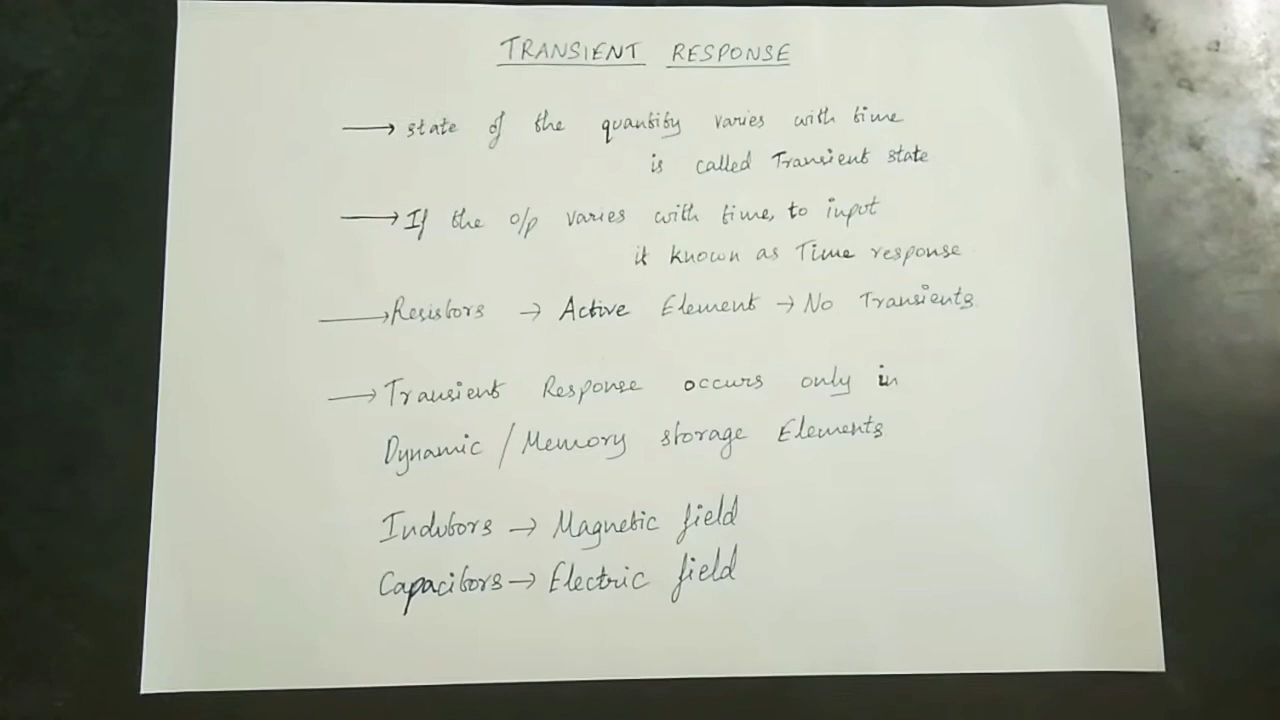 TRANSIENT RESPONSE
→ state of the quantity varies with time
is called Transient state
→ If the o/p varies with time, to input
it known as Time response
→ Resistors → Active Element → No Transients
→ Transient Response occurs only in
Dynamic / Memory storage Elements
Indutors → Magnetic field
Capacitors → Electric field